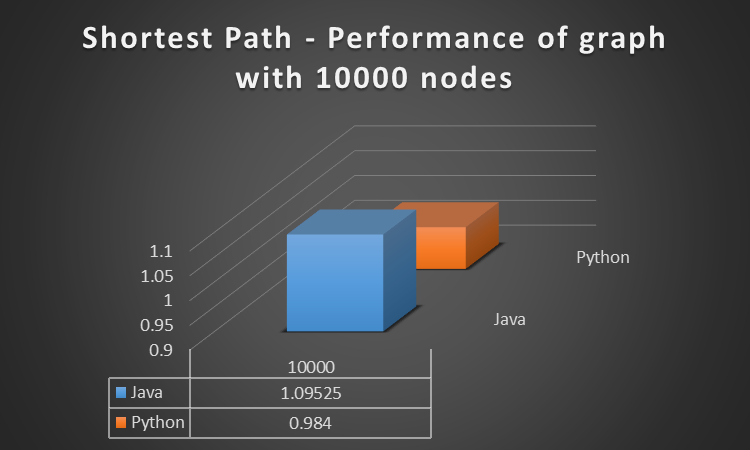 Shortest Path - Performance of graph
with 10000 nodes
1.1
1.05
1
0.95
0.9
Python
Java
10000
Java 1.09525
Python 0.984